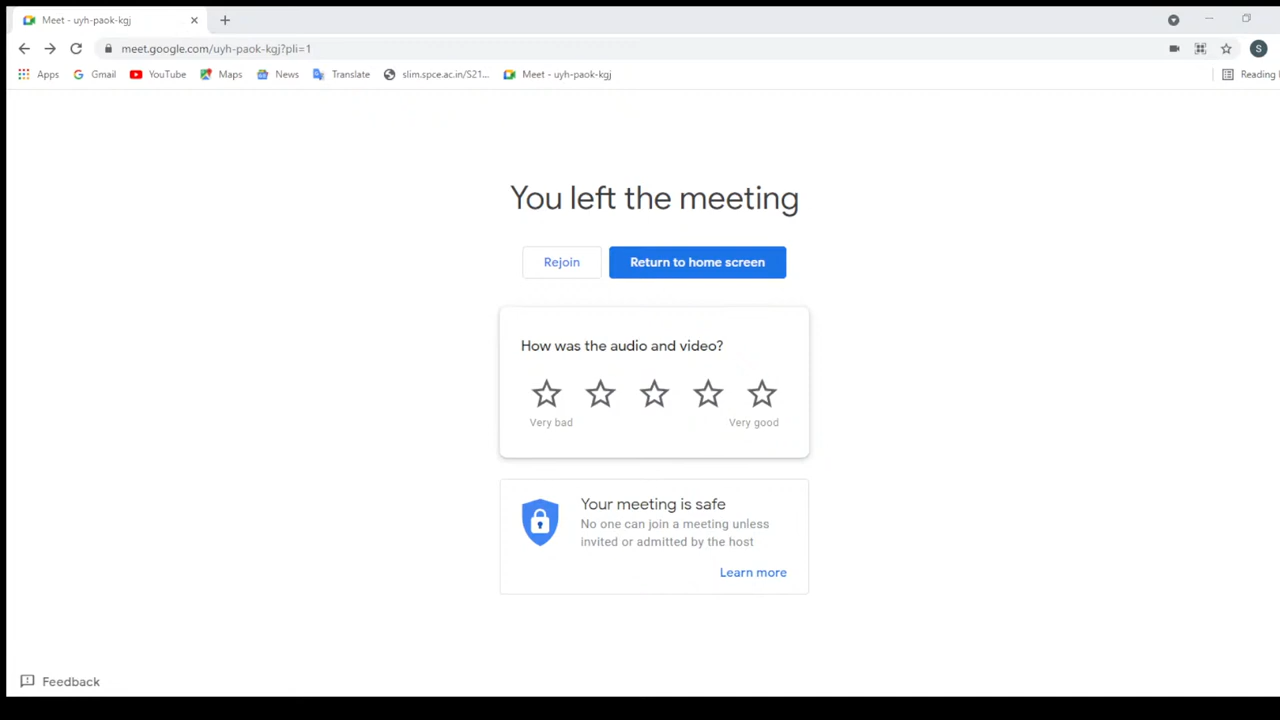 Meet - uyh-paok-kgj
meet.google.com/uyh-paok-kgj?pli=1
S
Apps Gmail YouTube Maps News Translate slim.spce.ac.in/S21... Meet - uyh-paok-kgj Reading
You left the meeting
Rejoin Return to home screen
How was the audio and video?
Very bad Very good
Your meeting is safe
No one can join a meeting unless
invited or admitted by the host
Learn more
Feedback